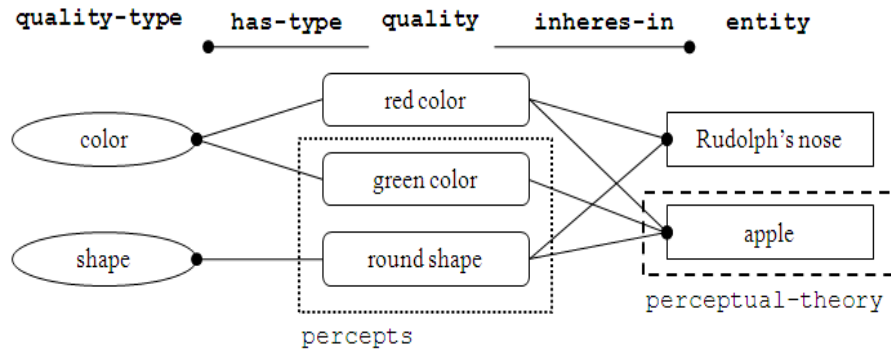 quality-type has-type quality inheres-in entity
red color
color
Rudolph's nose
green color
apple
shape
round shape
perceptual-theory
percepts